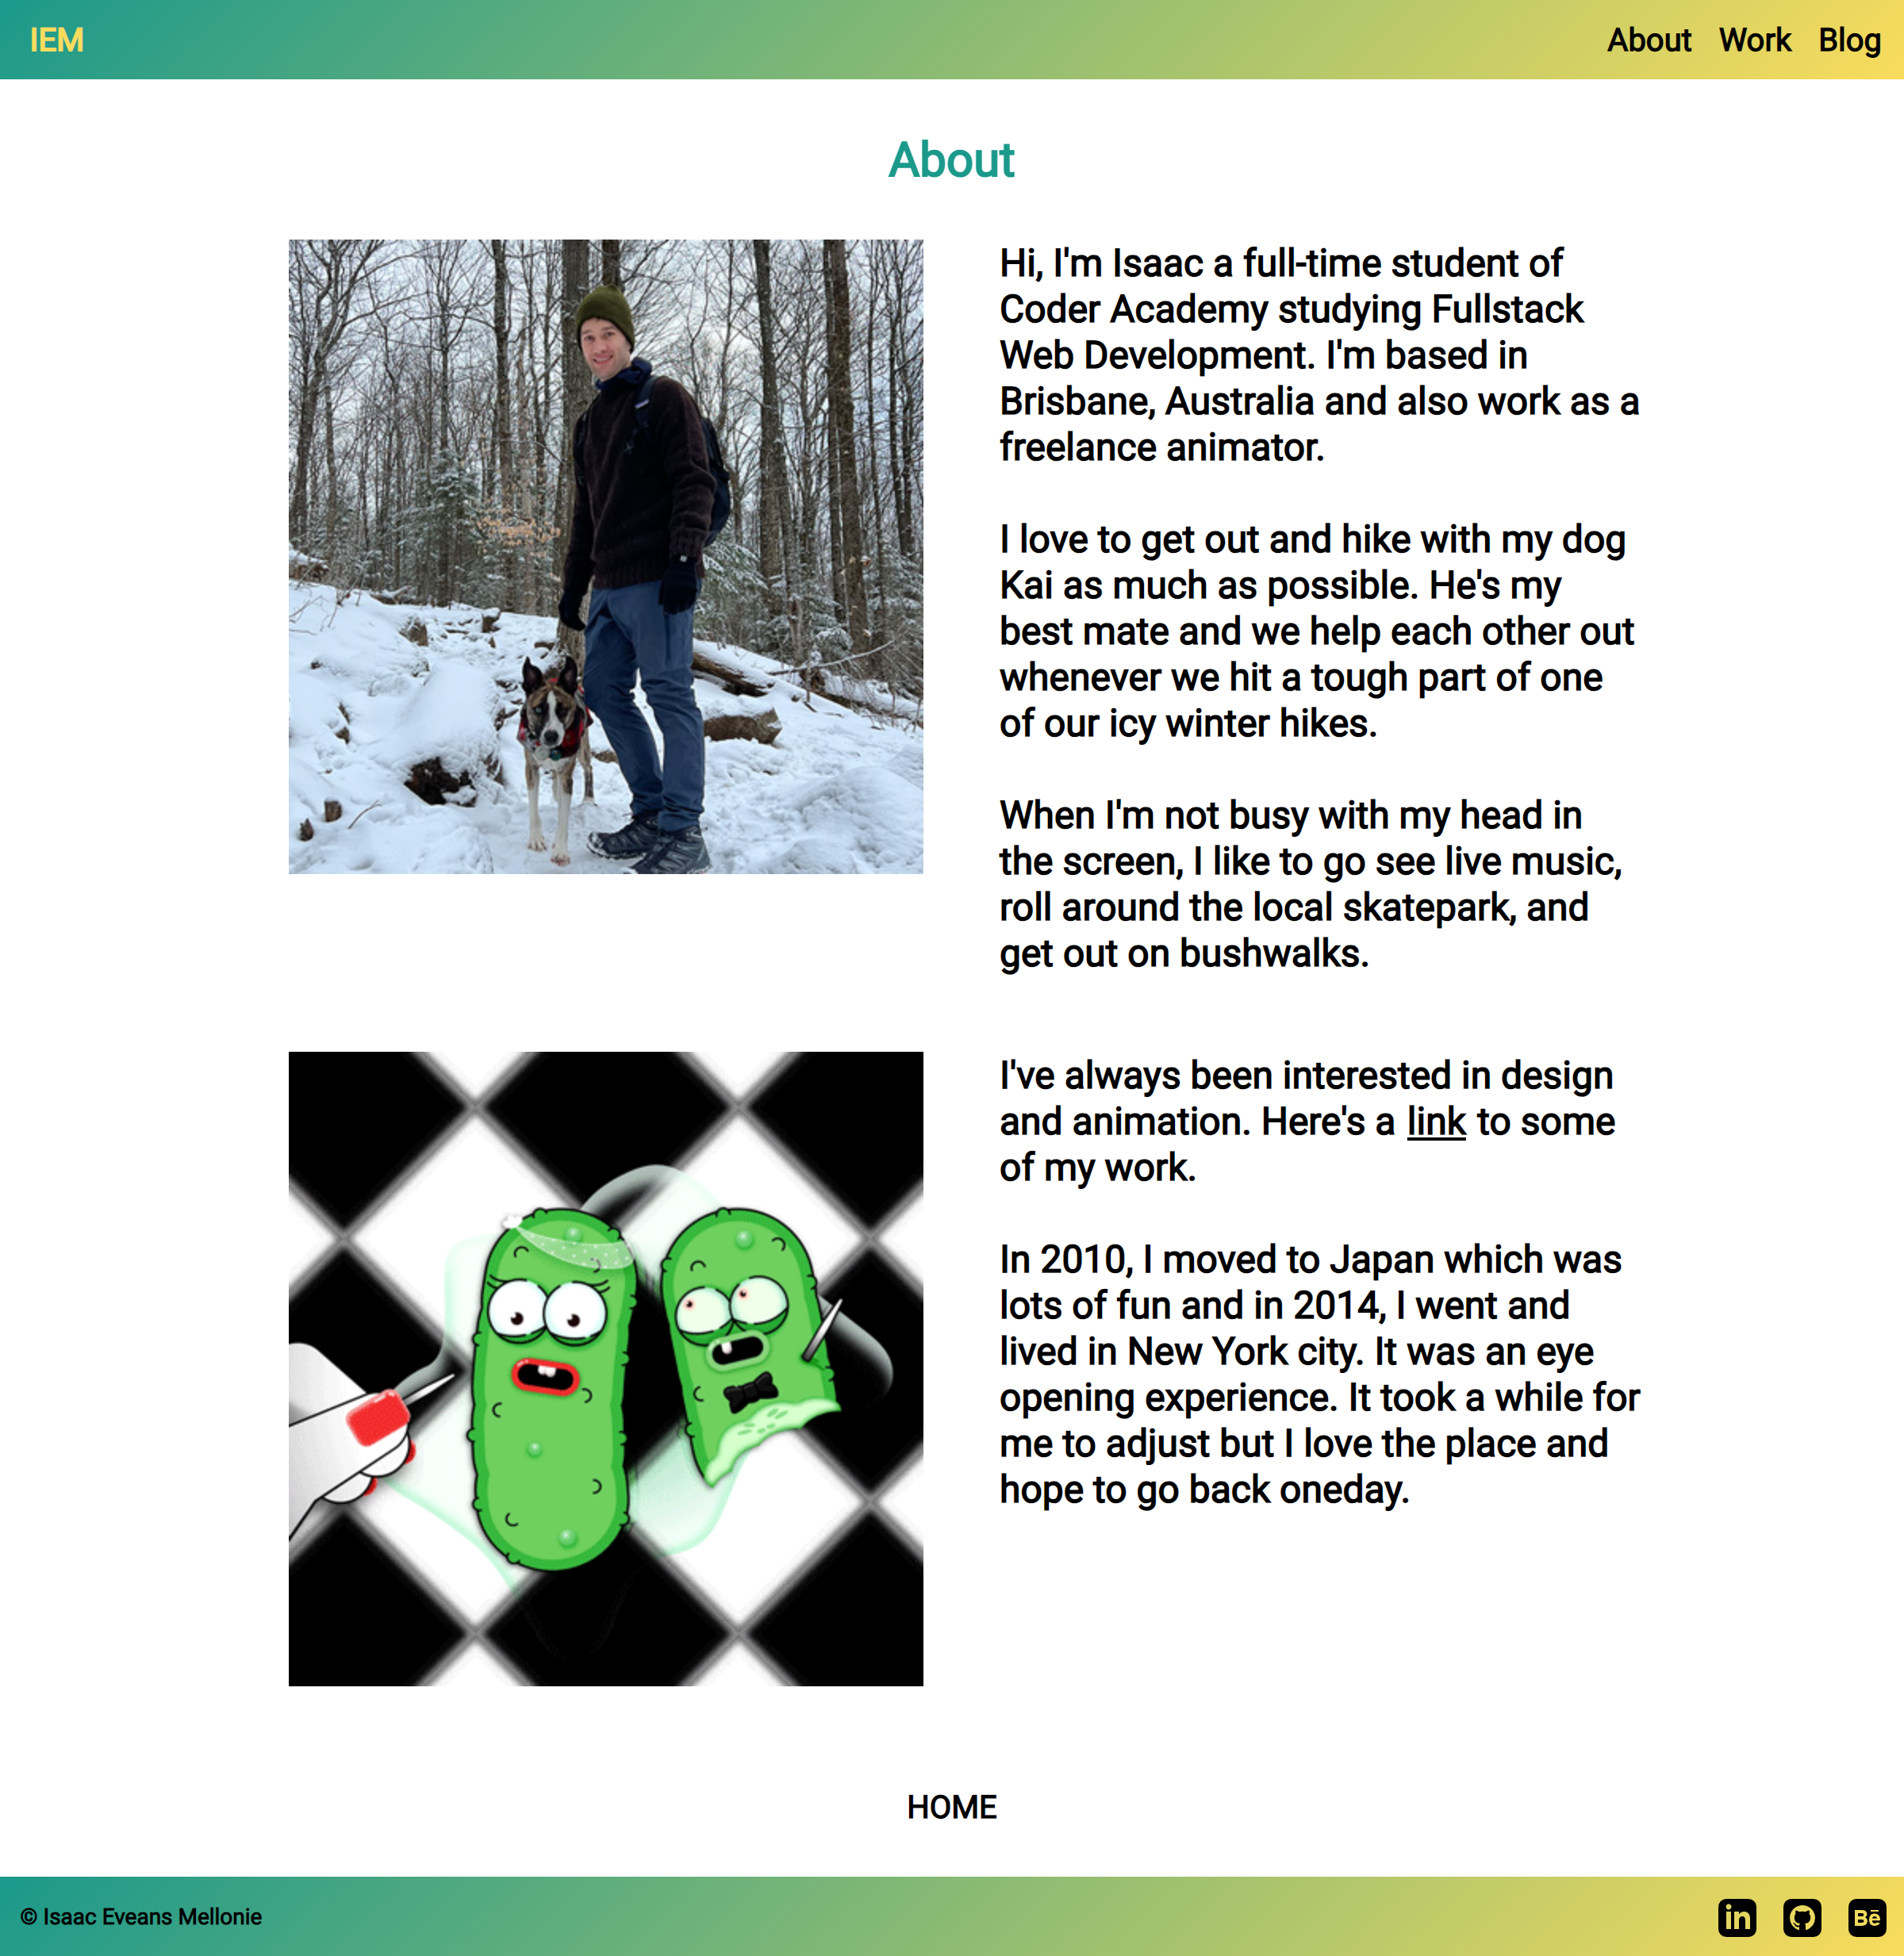 IEM
About Work Blog
About
Hi, I'm Isaac a full-time student of
Coder Academy studying Fullstack
Web Development. I'm based in
Brisbane, Australia and also work as a
freelance animator.
I love to get out and hike with my dog
Kai as much as possible. He's my
best mate and we help each other out
whenever we hit a tough part of one
of our icy winter hikes.
When I'm not busy with my head in
the screen, I like to go see live music,
roll around the local skatepark, and
get out on bushwalks.
I've always been interested in design
and animation. Here's a link to some
of my work.
In 2010, I moved to Japan which was
lots of fun and in 2014, I went and
lived in New York city. It was an eye
opening experience. It took a while for
me to adjust but I love the place and
hope to go back oneday.
HOME
© Isaac Eveans Mellonie
in
Bē